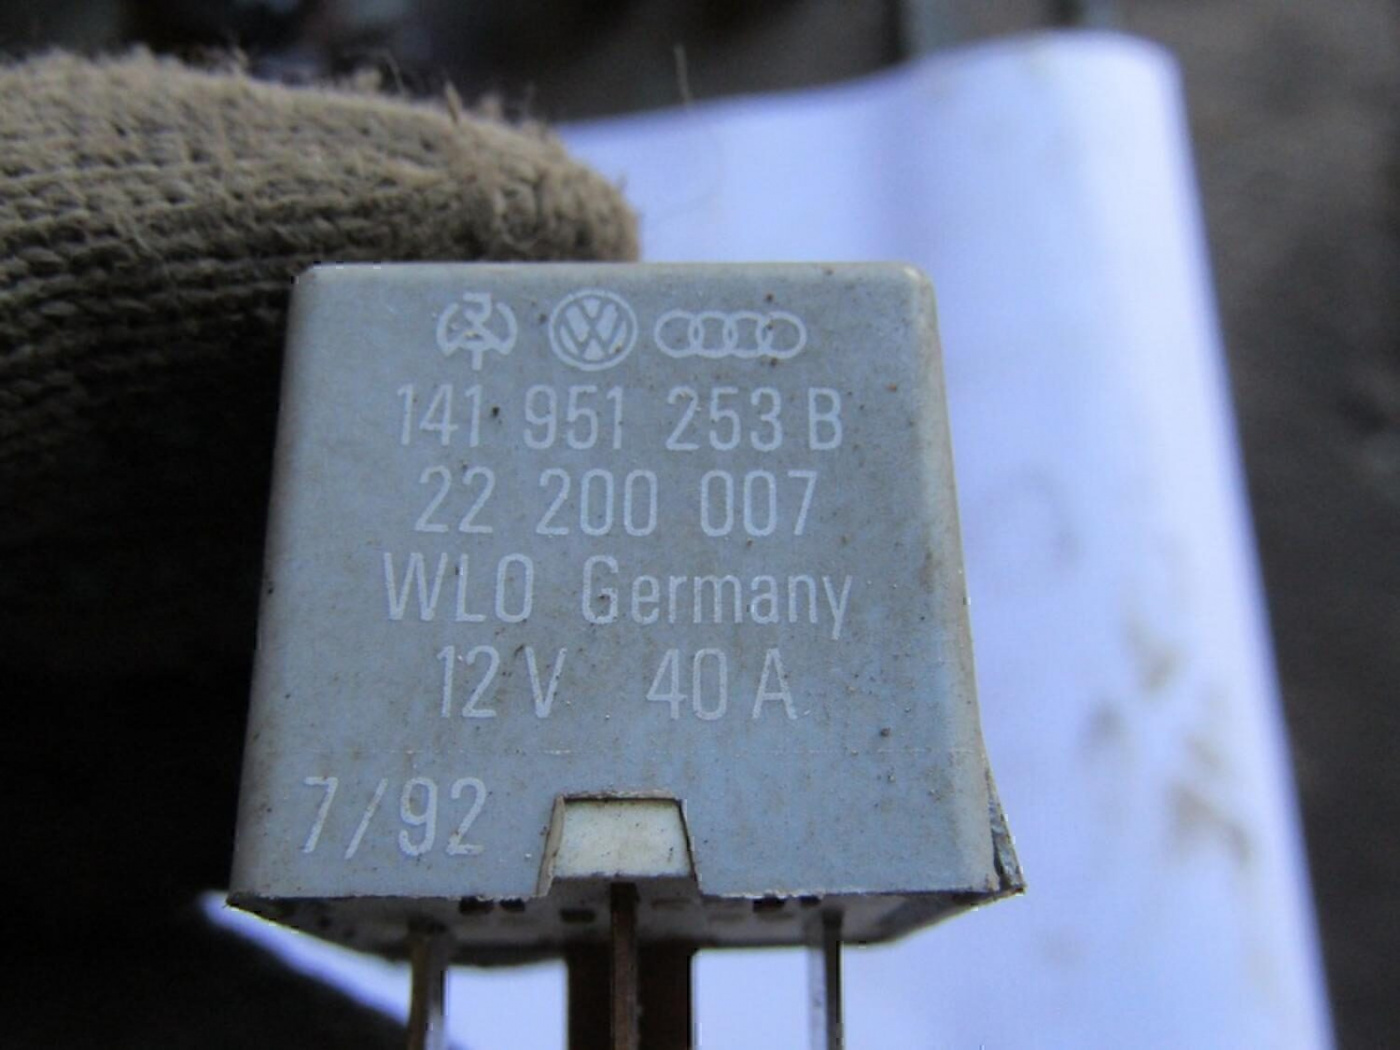 141 951 253 B
22 200 007
WLO Germany
12 V 40 A
7/92